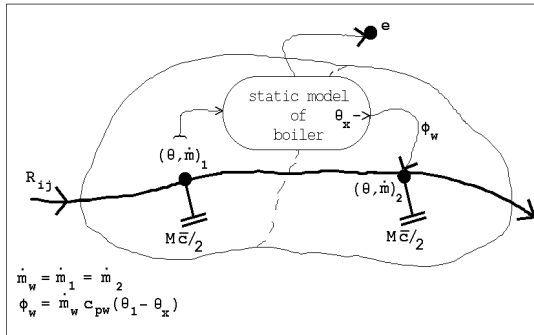 e
static model
of
boiler
θx
ϕw
(θ,ṁ)1
(θ,ṁ)2
Rij
Mc̄/2
Mc̄/2
ṁw = ṁ1 = ṁ2
ϕw = ṁw cpw(θ1- θx)